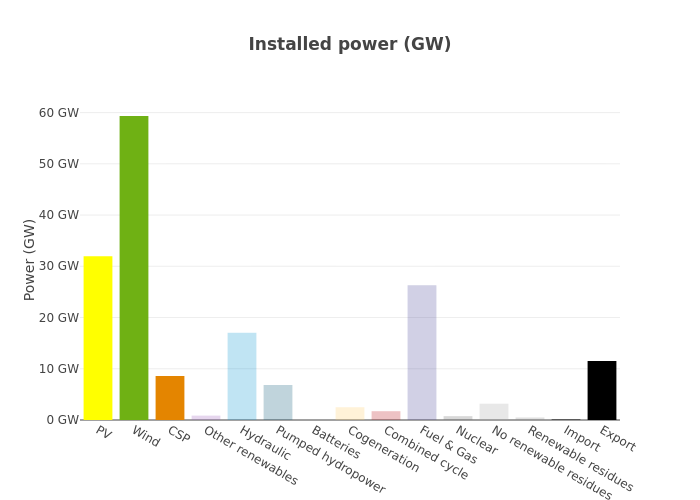 Installed power (GW)
Power (GW)
60 GW
50 GW
40 GW
30 GW
20 GW
10 GW
0 GW
PV
Wind
CSP
Other renewables
Hydraulic
Pumped hydropower
Batteries
Cogeneration
Combined cycle
Fuel & Gas
Nuclear
No renewable residues
Renewable residues
Import
Export